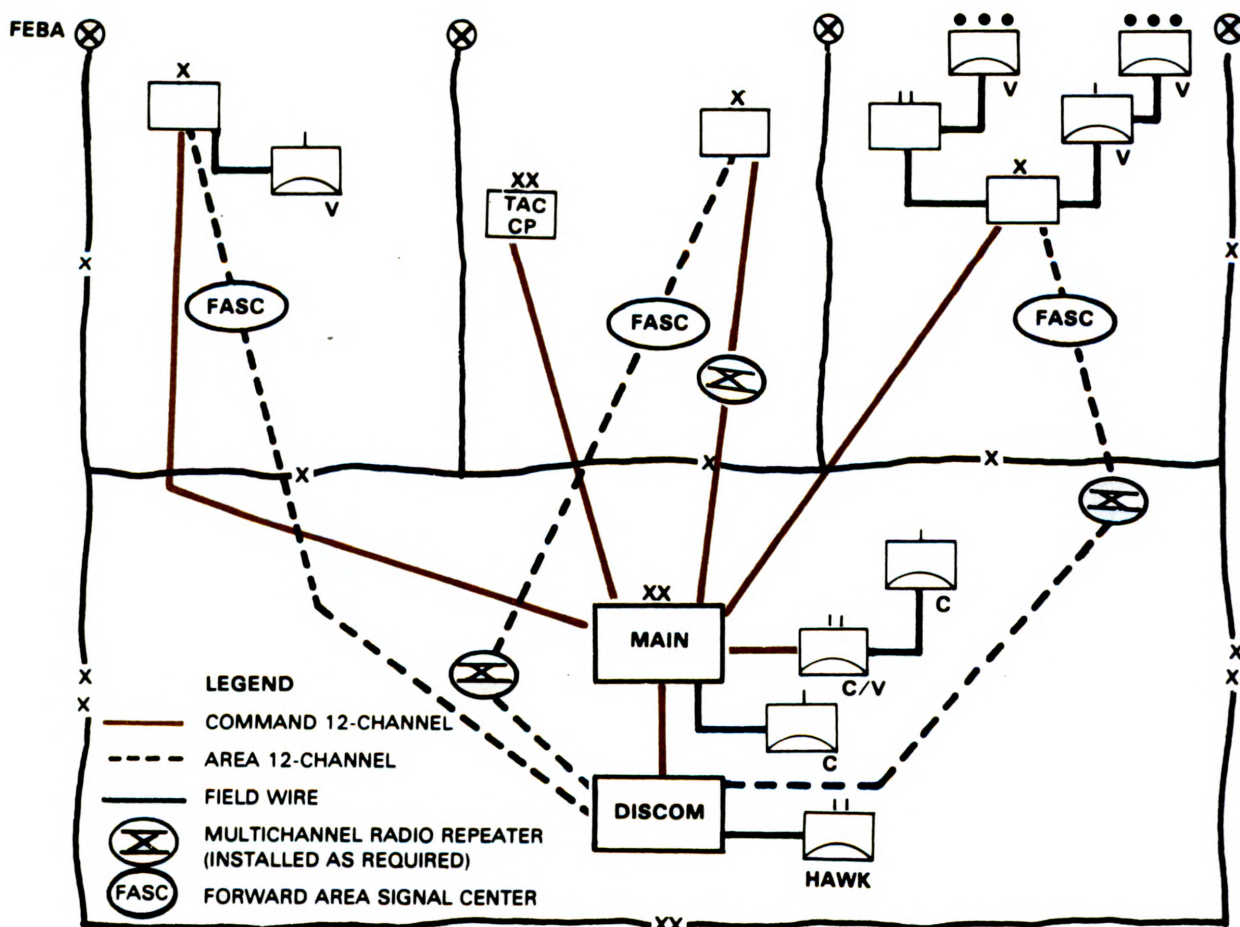 FEBA
X
X
V
V
V
V
X
XX
TAC
CP
X
X
X
FASC
FASC
FASC
X
X
X
XX
MAIN
C
C/V
C
X
X
X
X
LEGEND
COMMAND 12-CHANNEL
AREA 12-CHANNEL
FIELD WIRE
MULTICHANNEL RADIO REPEATER
(INSTALLED AS REQUIRED)
FASC FORWARD AREA SIGNAL CENTER
DISCOM
HAWK
XX